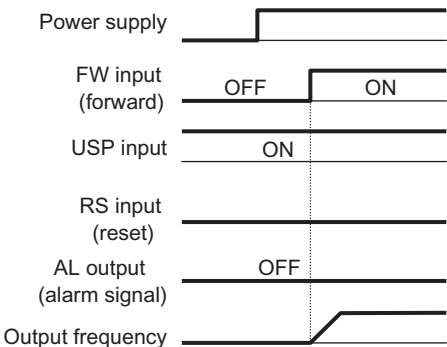 Power supply
FW input
(forward)
OFF
ON
USP input
ON
RS input
(reset)
AL output
(alarm signal)
OFF
Output frequency